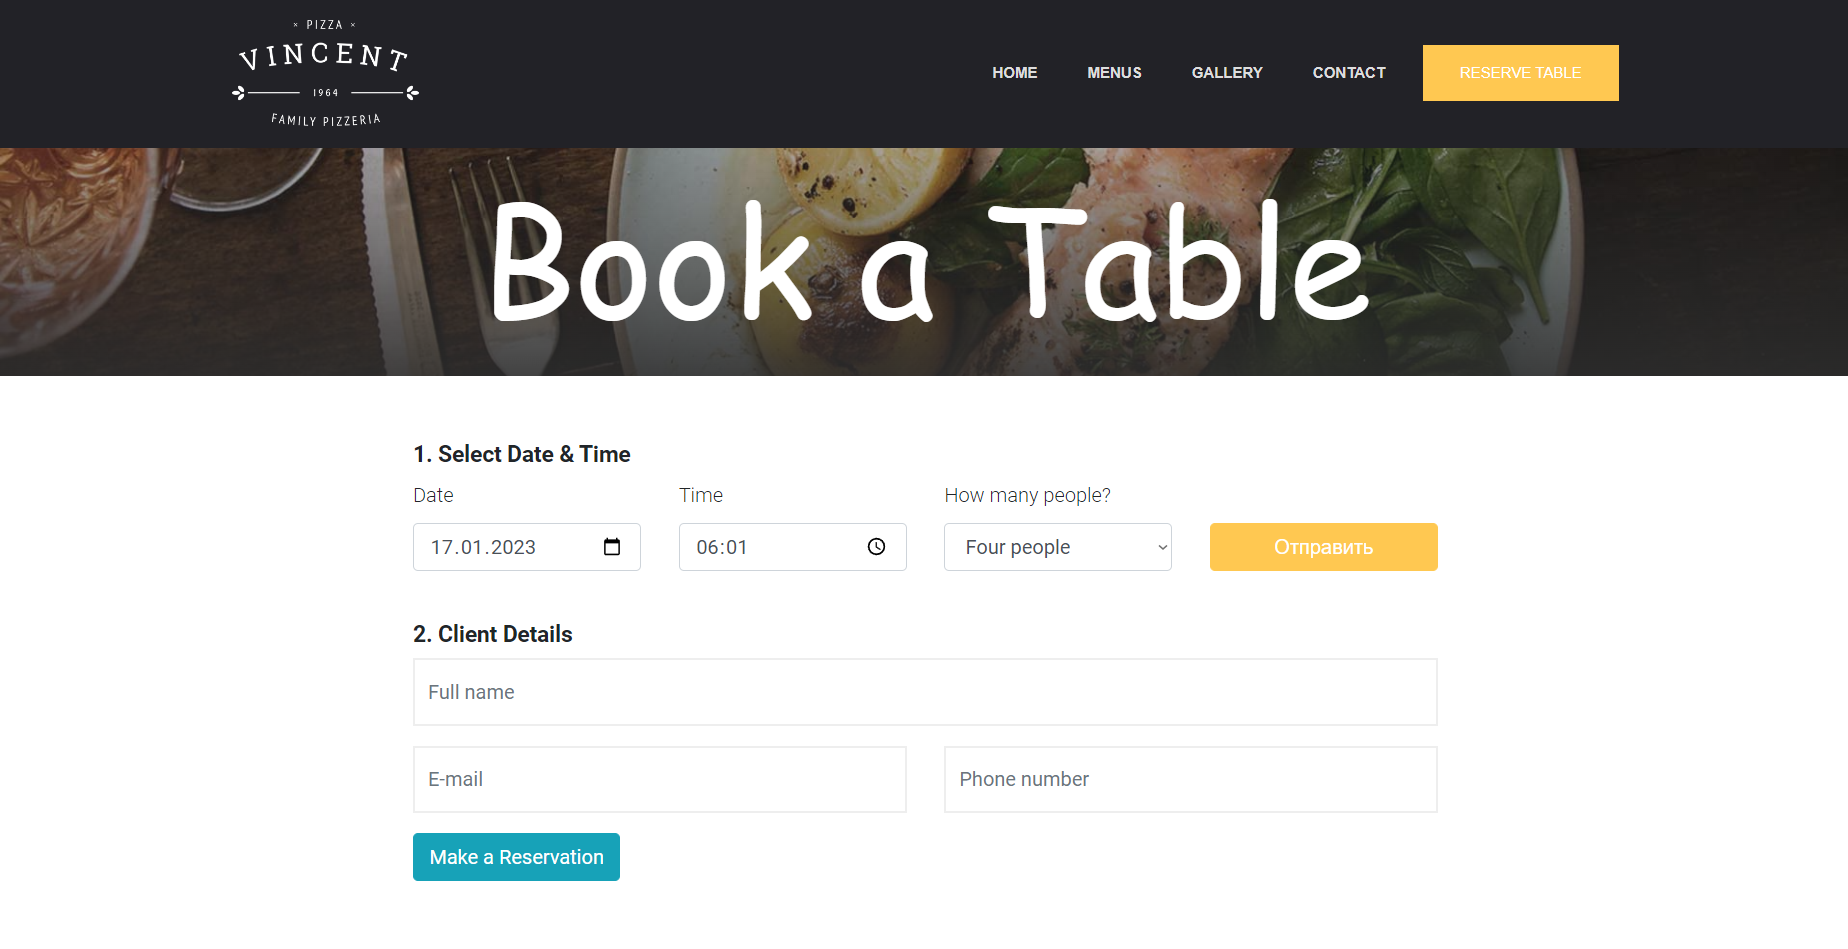 × PIZZA ×
VINCENT
1964
FAMILY PIZZERIA
HOME MENUS GALLERY CONTACT RESERVE TABLE
Book a Table
1. Select Date & Time
Date Time How many people?
17.01.2023 06:01 Four people Отправить
2. Client Details
Full name
E-mail Phone number
Make a Reservation